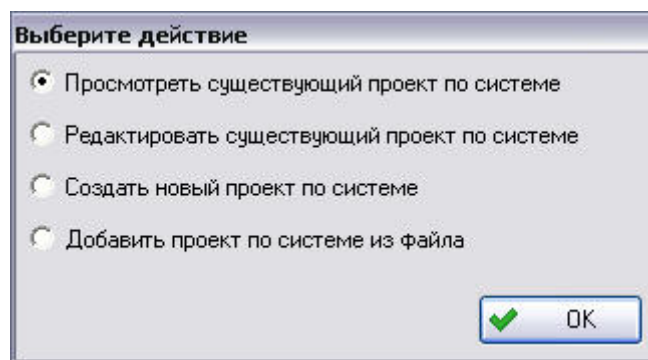 Выберите действие
Просмотреть существующий проект по системе
Редактировать существующий проект по системе
Создать новый проект по системе
Добавить проект по системе из файла
OK